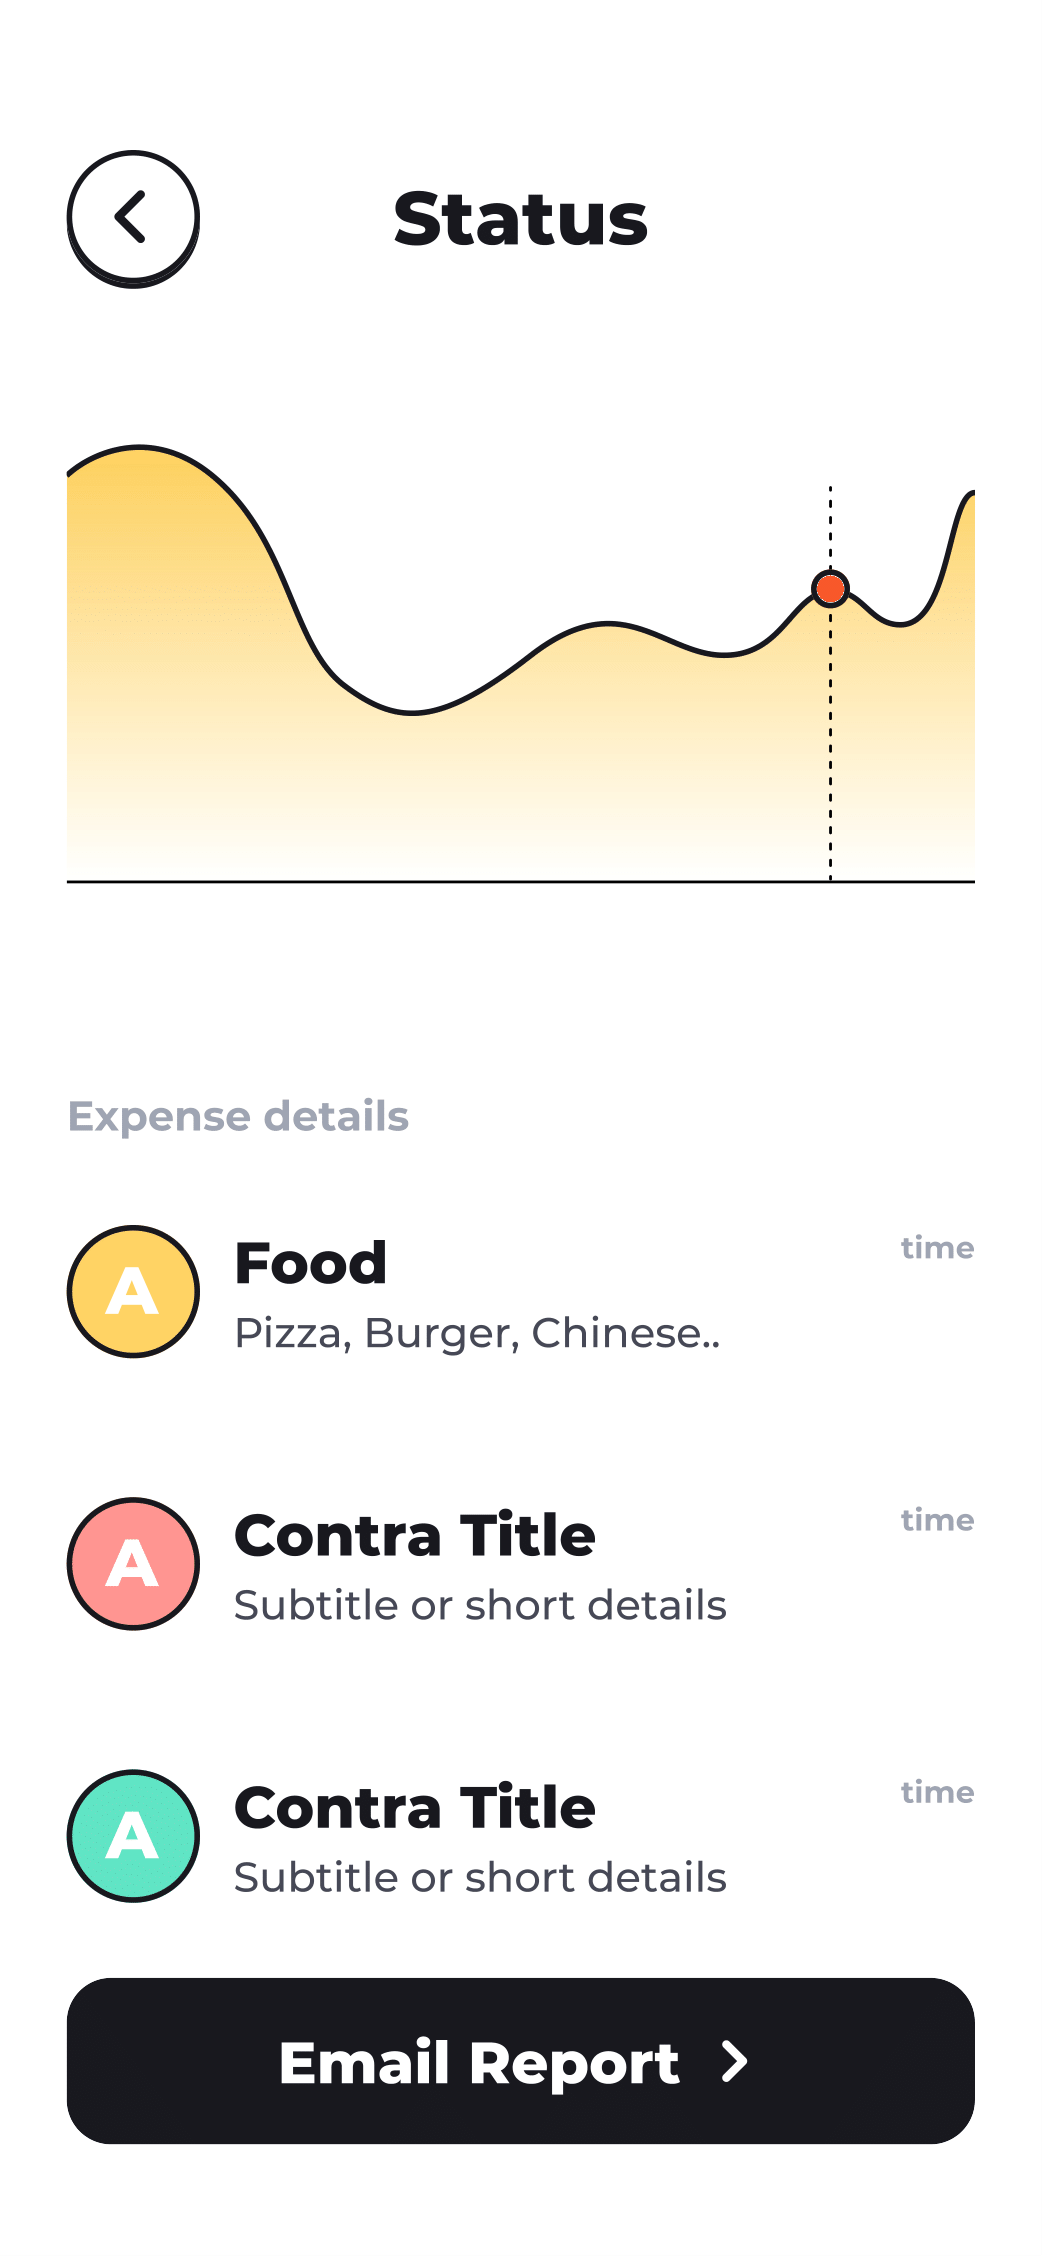 Status
Expense details
A
Food
time
Pizza, Burger, Chinese..
A
Contra Title
time
Subtitle or short details
A
Contra Title
time
Subtitle or short details
Email Report